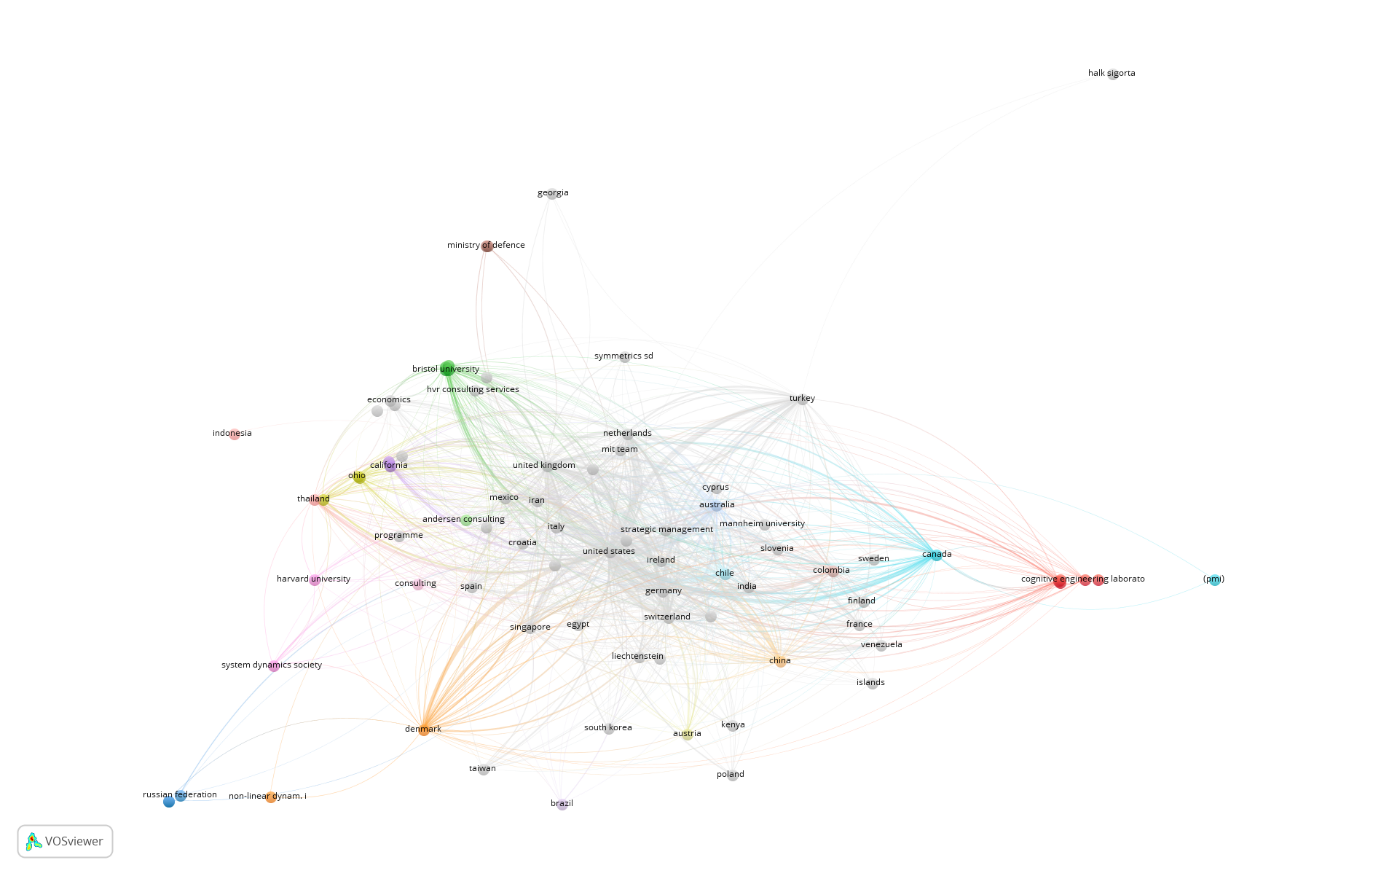 halk sigorta
georgia
ministry of defence
symmetrics sd
bristol university
hvr consulting services
economics
turkey
indonesia
netherlands
mit team
california
united kingdom
ohio
cyprus
thailand
mexico
iran
australia
andersen consulting
italy
strategic management
mannheim university
programme
croatia
united states
slovenia
canada
ireland
sweden
colombia
chile
harvard university
consulting
spain
india
cognitive engineering laborato
(pmi)
germany
finland
singapore
egypt
switzerland
france
venezuela
liechtenstein
china
system dynamics society
islands
denmark
south korea
kenya
austria
taiwan
poland
russian federation
non-linear dynam. i
brazil
VOSviewer